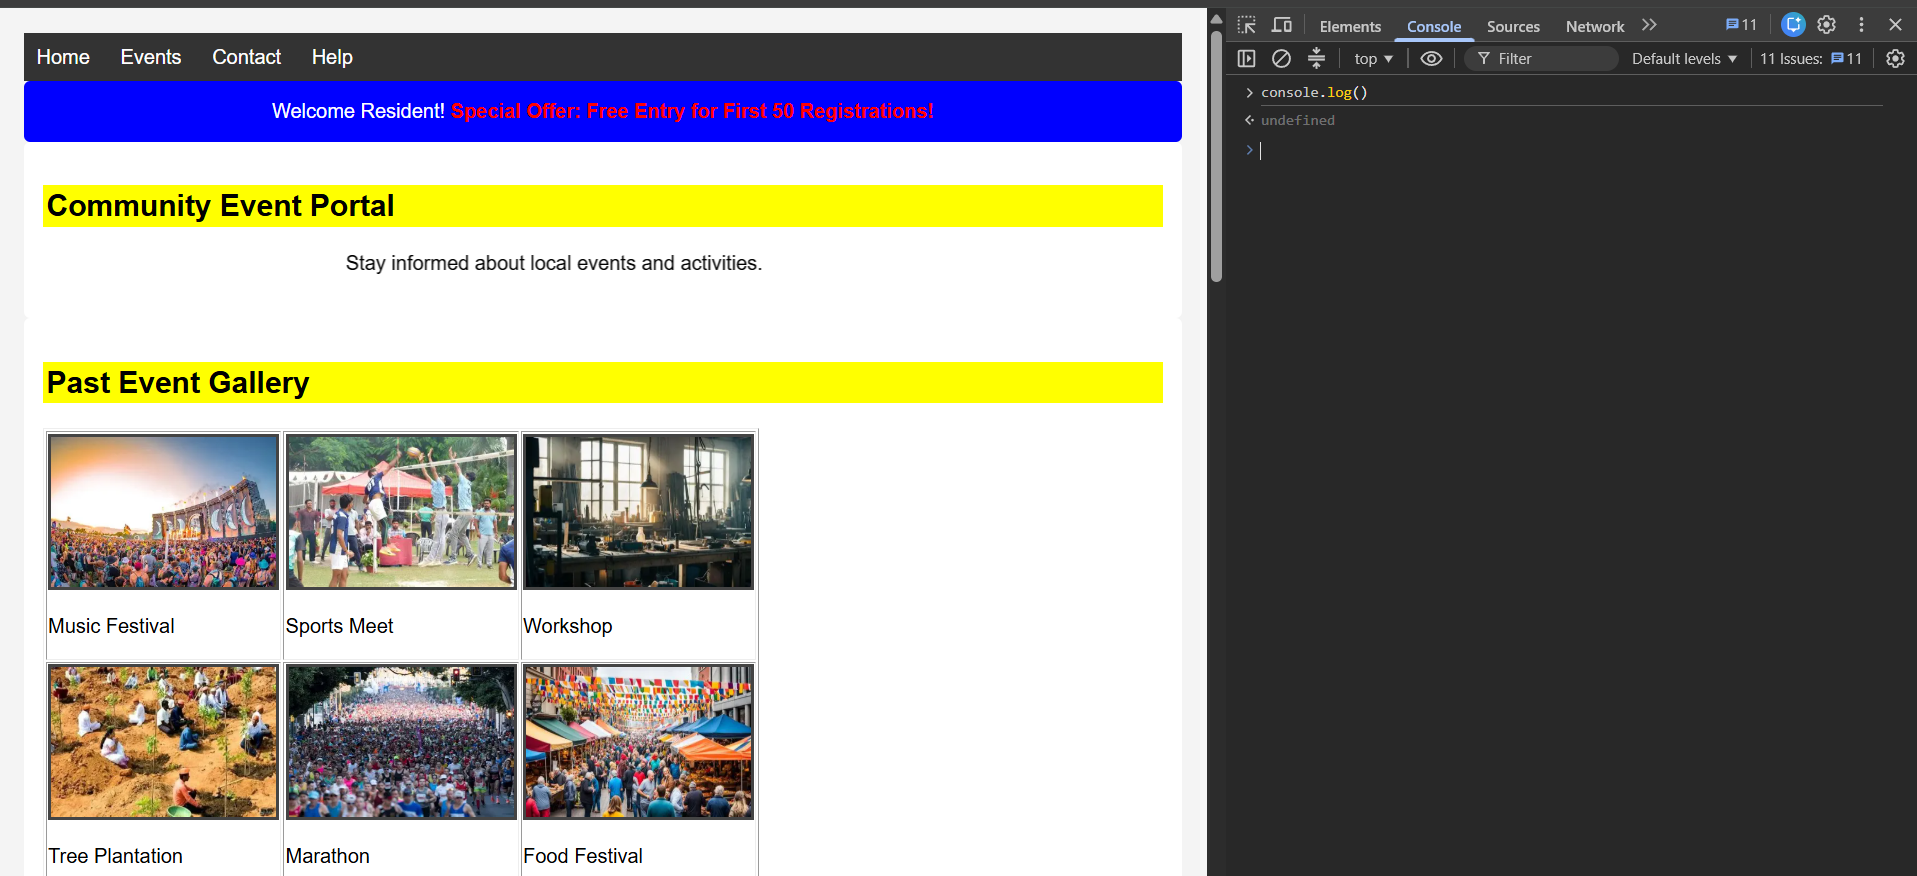 Home Events Contact Help
Welcome Resident! Special Offer: Free Entry for First 50 Registrations!
Community Event Portal
Stay informed about local events and activities.
Past Event Gallery
Music Festival Sports Meet Workshop
Tree Plantation Marathon Food Festival
Elements Console Sources Network 11
top Filter Default levels 11 Issues: 11
console.log()
undefined